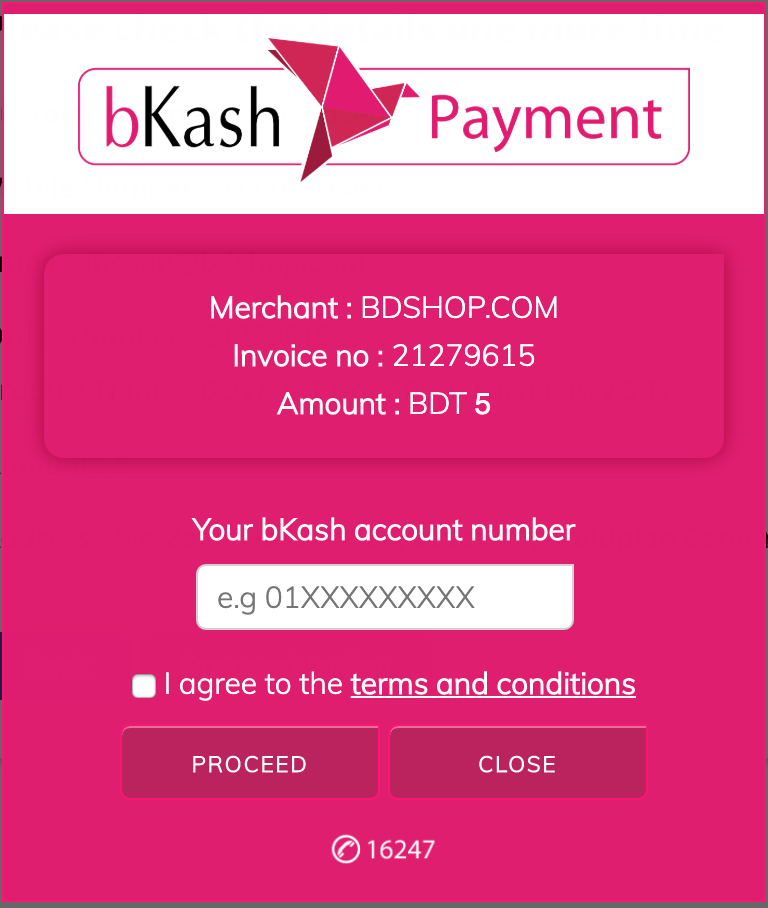 bKash Payment
Merchant : BDSHOP.COM
Invoice no : 21279615
Amount : BDT 5
Your bKash account number
e.g 01XXXXXXXXX
I agree to the terms and conditions
PROCEED CLOSE
16247